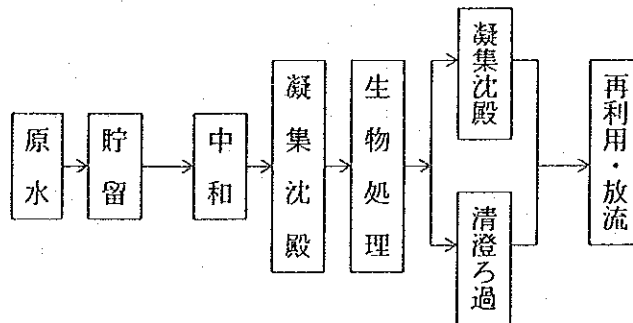 原水
貯留
中和
凝集沈殿
生物処理
凝集沈殿
清澄ろ過
再利用・放流